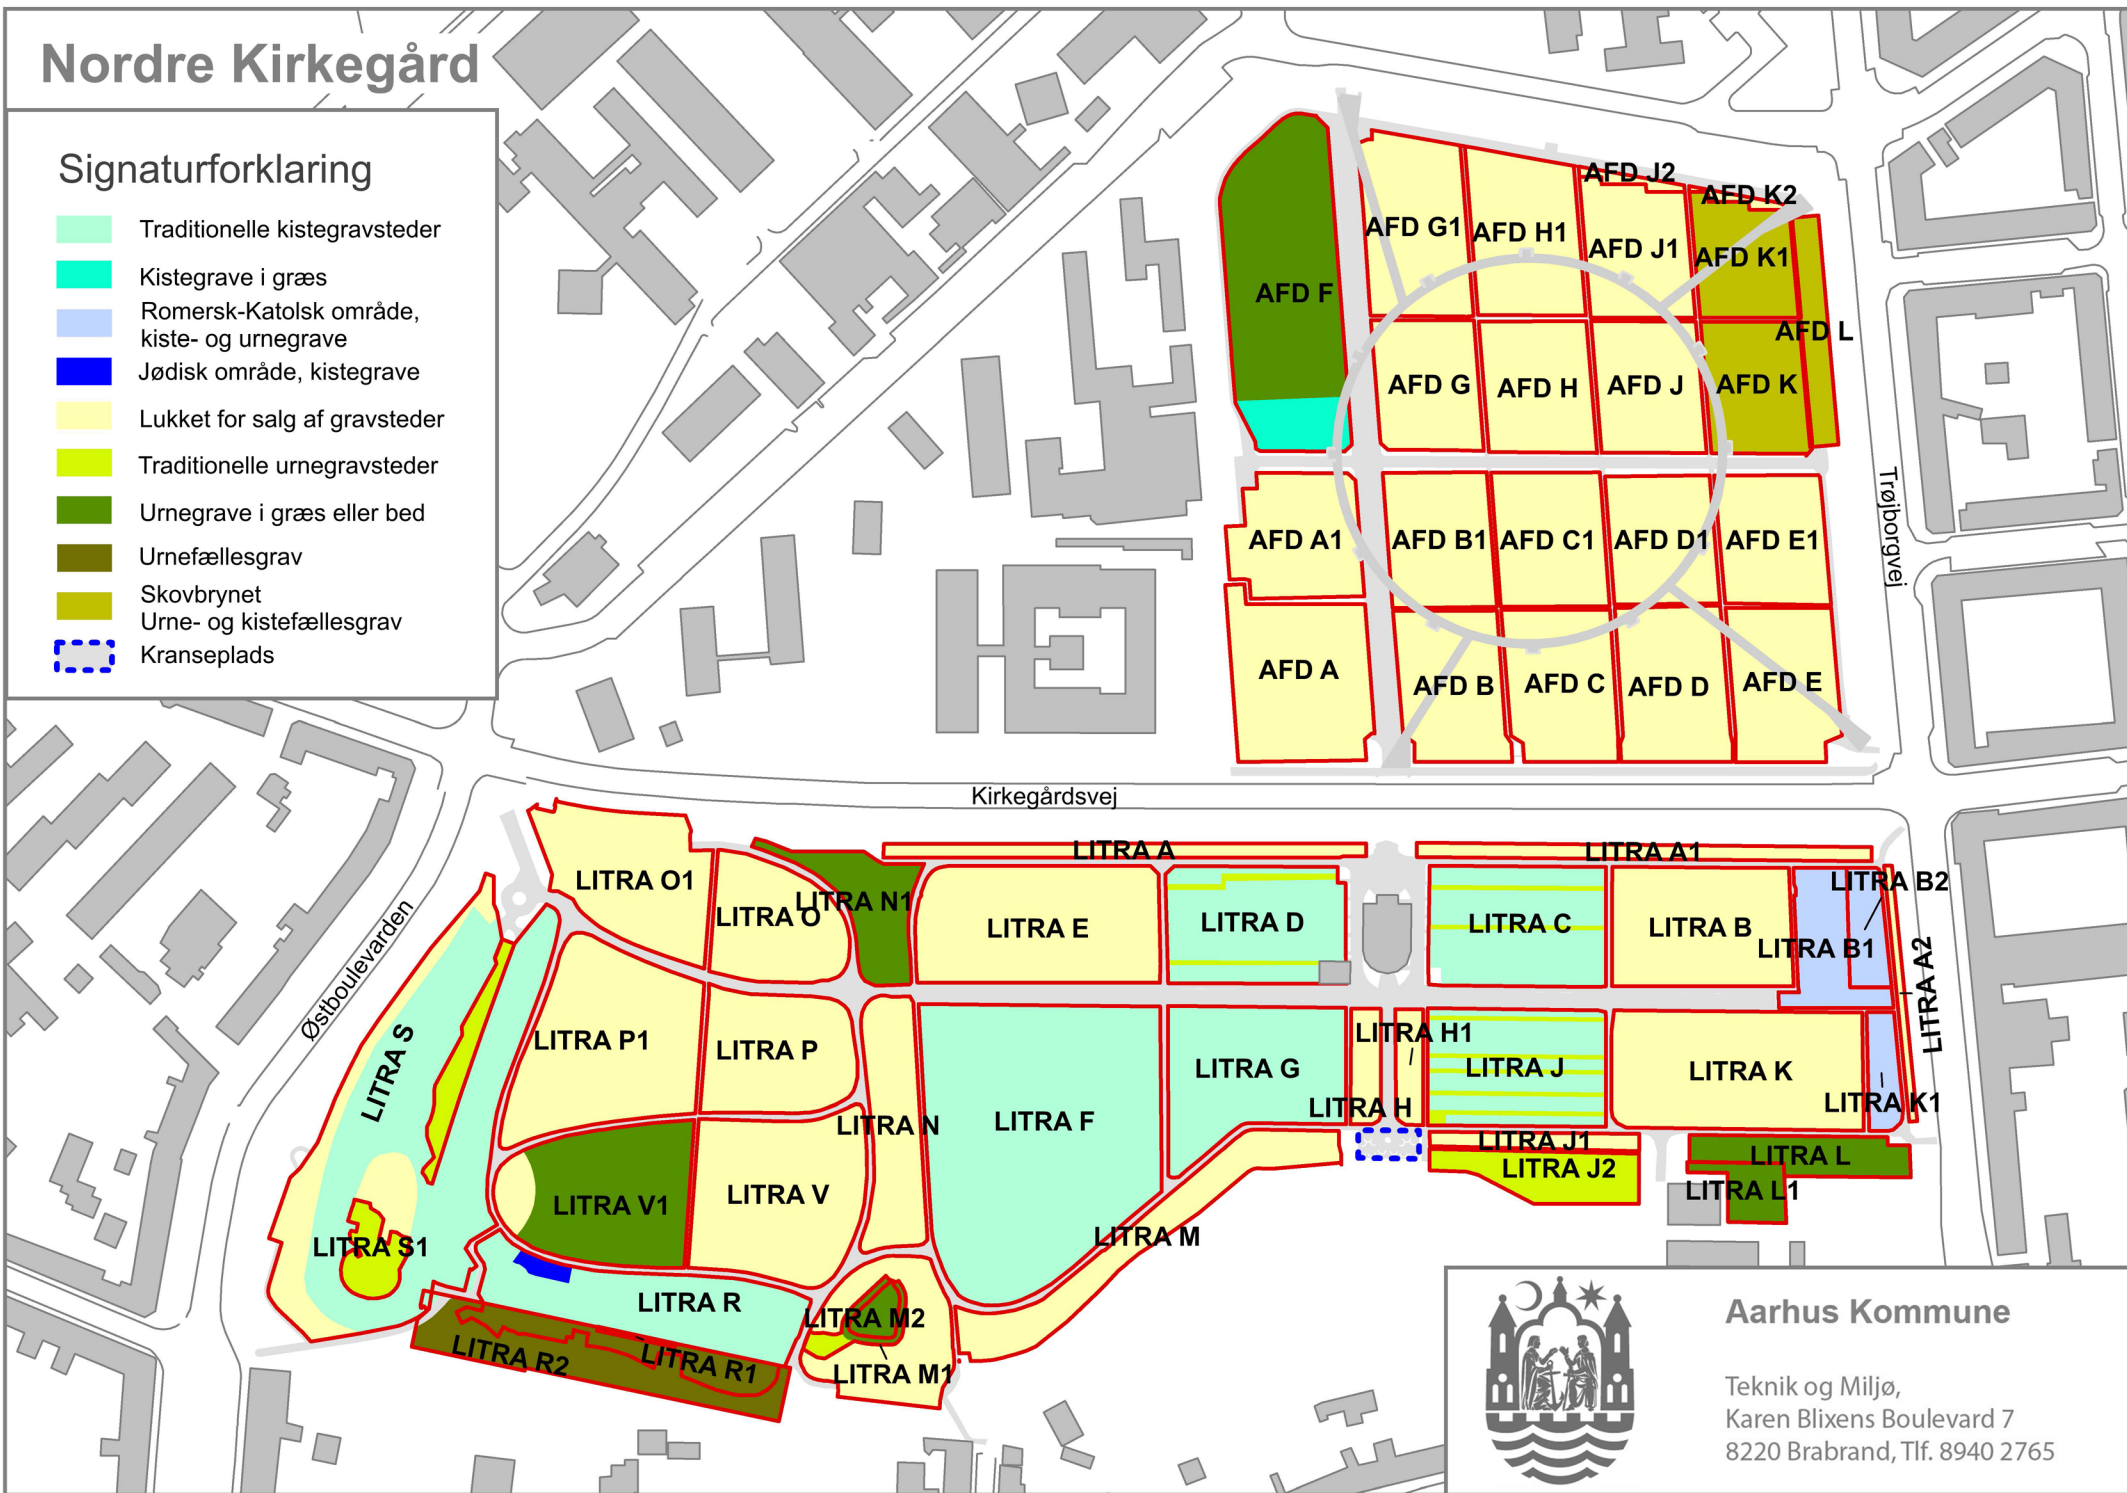 Nordre Kirkegård
Signaturforklaring
Traditionelle kistegravsteder
Kistegrave i græs
Romersk-Katolsk område,
kiste- og urnegrave
Jødisk område, kistegrave
Lukket for salg af gravsteder
Traditionelle urnegravsteder
Urnegrave i græs eller bed
Urnefællesgrav
Skovbrynet
Urne- og kistefællesgrav
Kranseplads
AFD J2
AFD K2
AFD G1
AFD H1
AFD J1
AFD K1
AFD F
AFD L
AFD G
AFD H
AFD J
AFD K
Trøjborgvej
AFD A1
AFD B1
AFD C1
AFD D1
AFD E1
AFD A
AFD B
AFD C
AFD D
AFD E
Kirkegårdsvej
Østboulevarden
LITRA A
LITRA A1
LITRA O1
LITRA O
LITRA N1
LITRA E
LITRA D
LITRA C
LITRA B
LITRA B2
LITRA B1
LITRA A2
LITRA S
LITRA P1
LITRA P
LITRA N
LITRA F
LITRA G
LITRA H1
LITRA H
LITRA J
LITRA K
LITRA K1
LITRA J1
LITRA J2
LITRA L
LITRA L1
LITRA V1
LITRA V
LITRA M
LITRA S1
LITRA R
LITRA M2
LITRA R2
LITRA R1
LITRA M1
Aarhus Kommune
Teknik og Miljø,
Karen Blixens Boulevard 7
8220 Brabrand, Tlf. 8940 2765